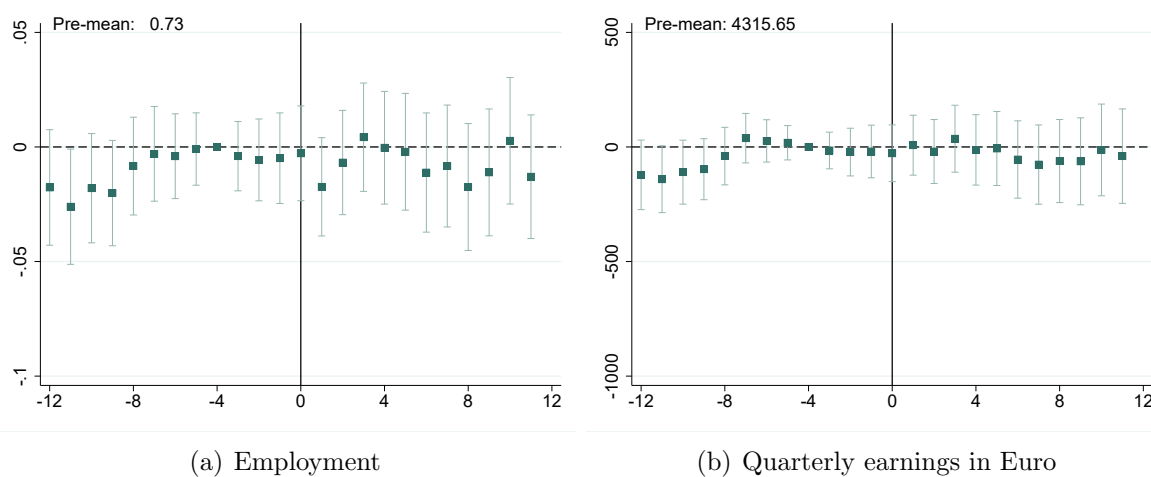 Pre-mean: 0.73
.05
0
-.05
-.1
-12 -8 -4 0 4 8 12
(a) Employment
Pre-mean: 4315.65
500
0
-500
-1000
-12 -8 -4 0 4 8 12
(b) Quarterly earnings in Euro